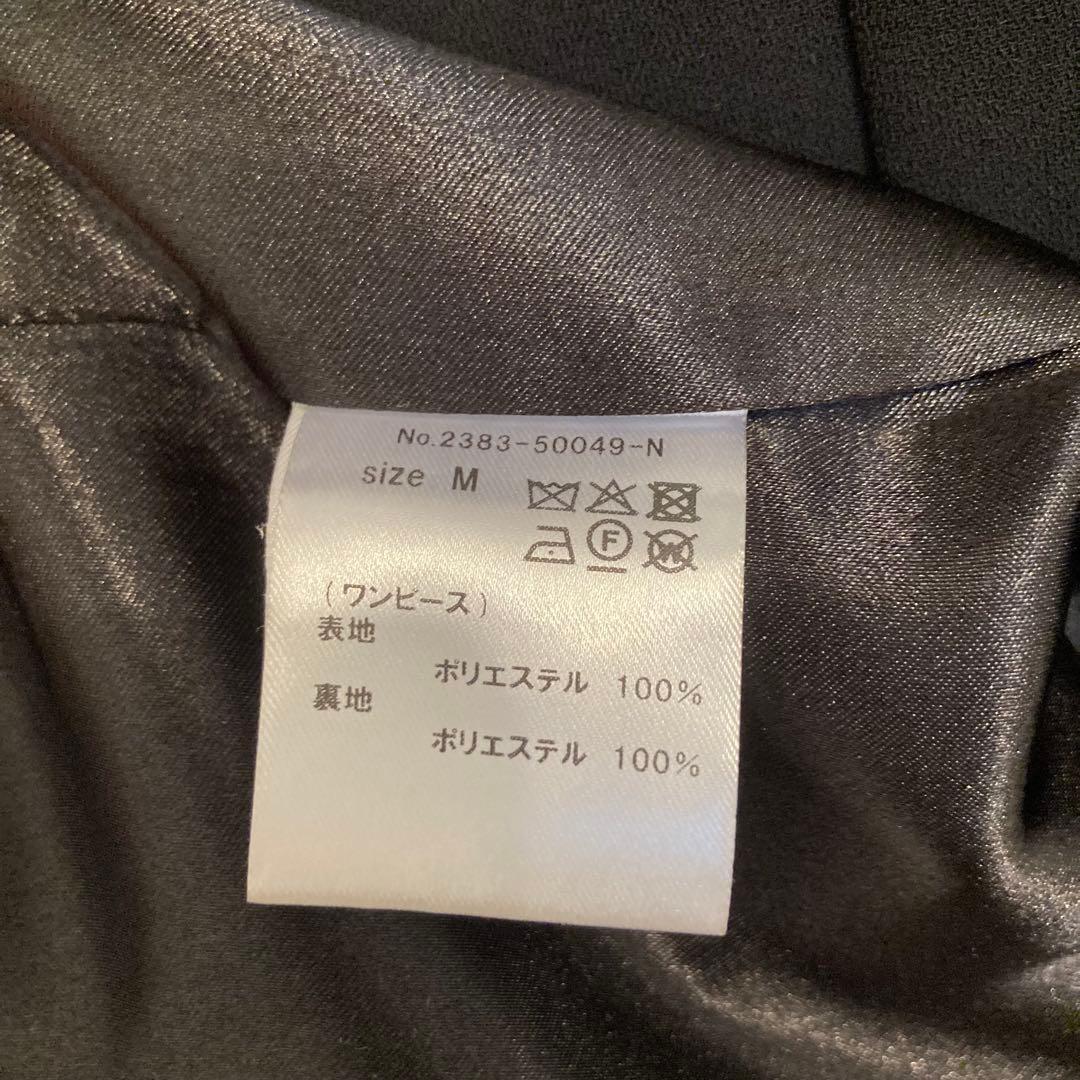 No.2383-50049-N
size M
F W
(ワンピース)
表地
ポリエステル 100%
裏地
ポリエステル 100%